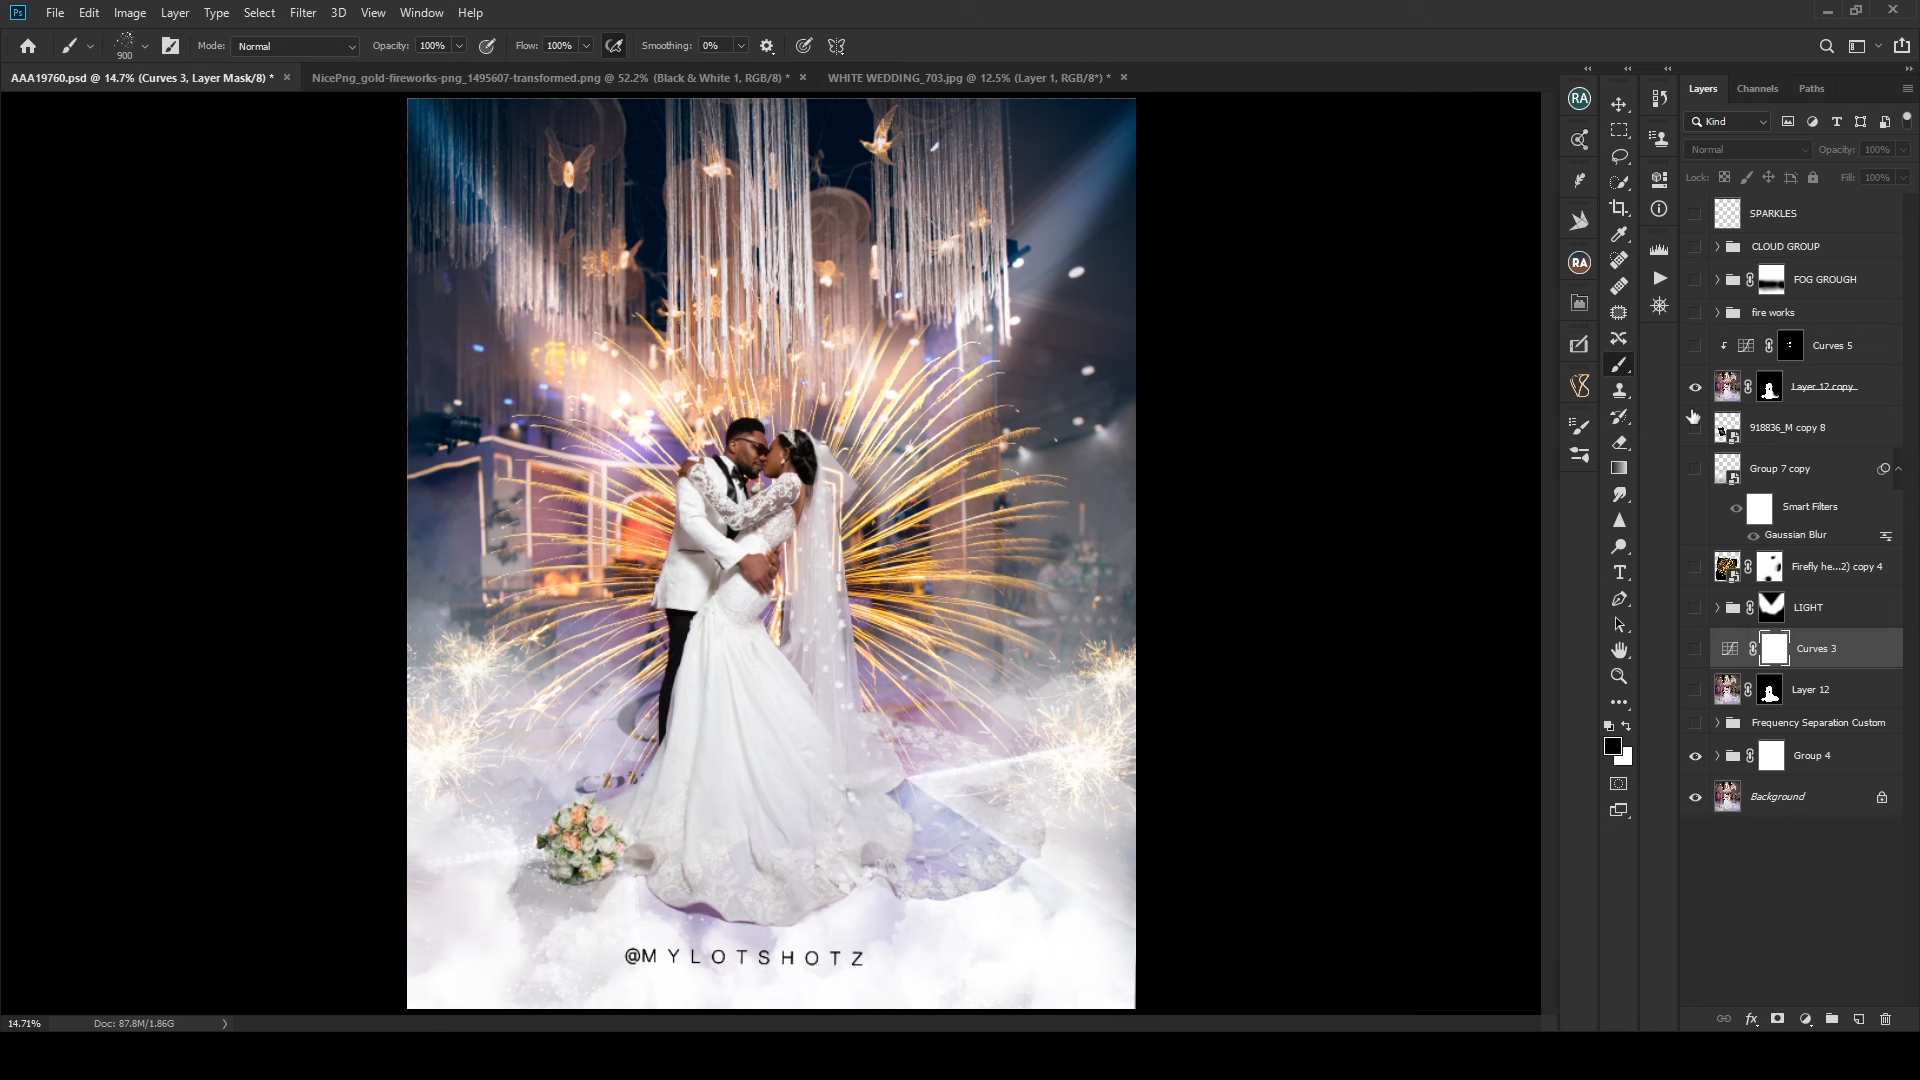 Ps File Edit Image Layer Type Select Filter 3D View Window Help
900 Mode: Normal Opacity: 100% Flow: 100% Smoothing: 0%
AAA19760.psd @ 14.7% (Curves 3, Layer Mask/8) * × NicePng_gold-fireworks-png_1495607-transformed.png @ 52.2% (Black & White 1, RGB/8) * × WHITE WEDDING_703.jpg @ 12.5% (Layer 1, RGB/8*) * ×
Layers Channels Paths
Kind
Normal Opacity: 100%
Lock: Fill: 100%
SPARKLES
CLOUD GROUP
FOG GROUGH
fire works
Curves 5
Layer 12 copy
918836_M copy 8
Group 7 copy
Smart Filters
Gaussian Blur
Firefly he...2) copy 4
LIGHT
Curves 3
Layer 12
Frequency Separation Custom
Group 4
Background
RA
RA
@MYLOTSHOTZ
14.71% Doc: 87.8M/1.86G
fx